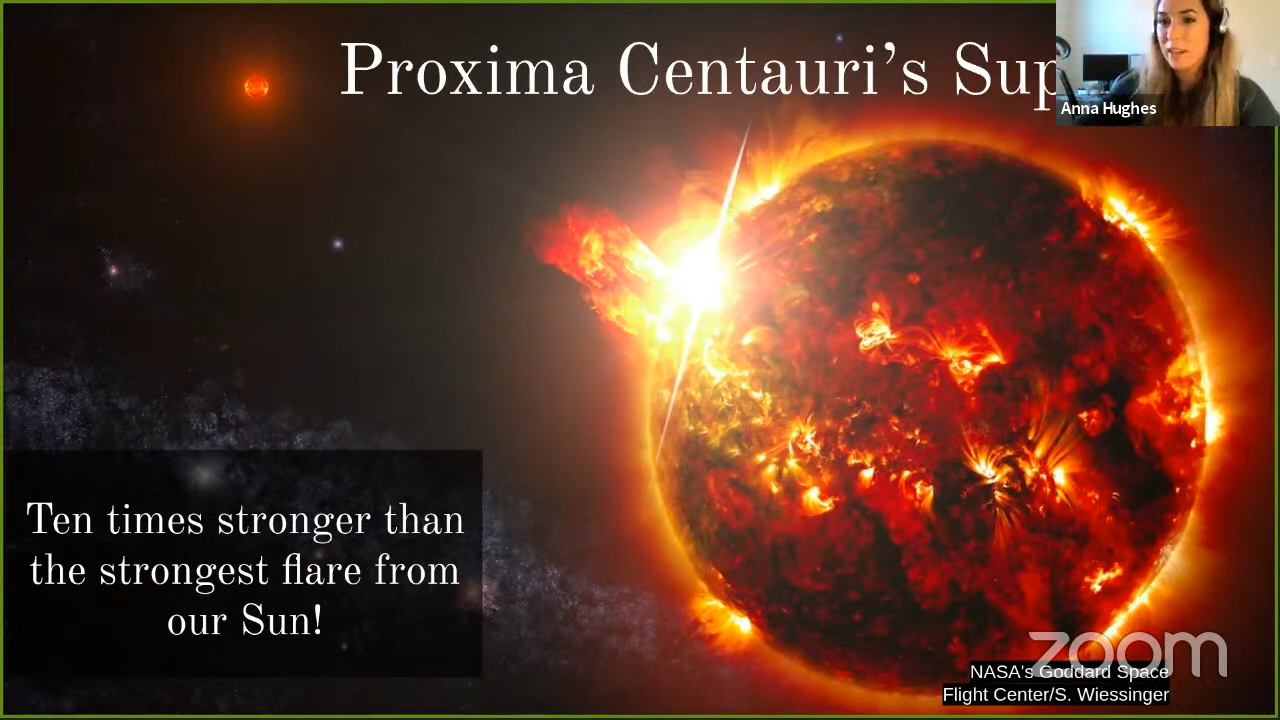 Proxima Centauri’s Sup
Anna Hughes
Ten times stronger than
the strongest flare from
our Sun!
zoom
NASA's Goddard Space
Flight Center/S. Wiessinger